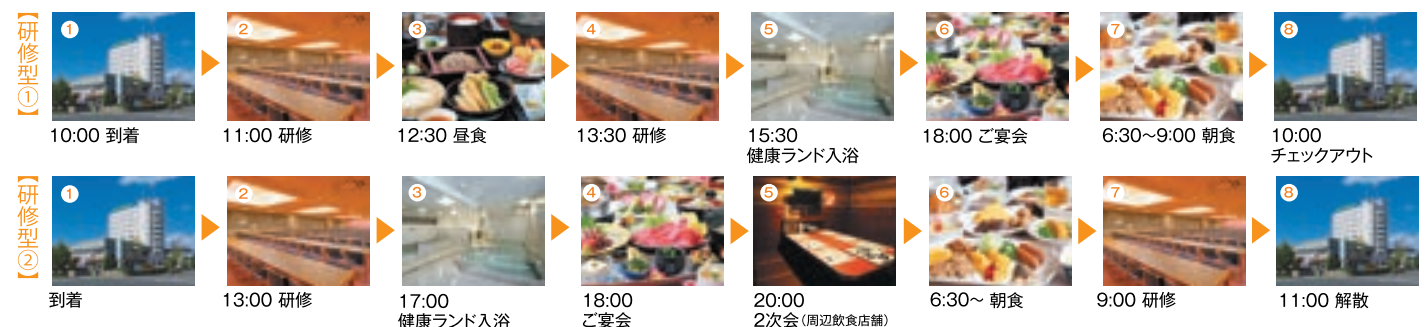 【研修型①】
①
10:00 到着
②
11:00 研修
③
12:30 昼食
④
13:30 研修
⑤
15:30
健康ランド入浴
⑥
18:00 ご宴会
⑦
6:30〜9:00 朝食
⑧
10:00
チェックアウト
【研修型②】
①
到着
②
13:00 研修
③
17:00
健康ランド入浴
④
18:00
ご宴会
⑤
20:00
2次会(周辺飲食店舗)
⑥
6:30〜 朝食
⑦
9:00 研修
⑧
11:00 解散